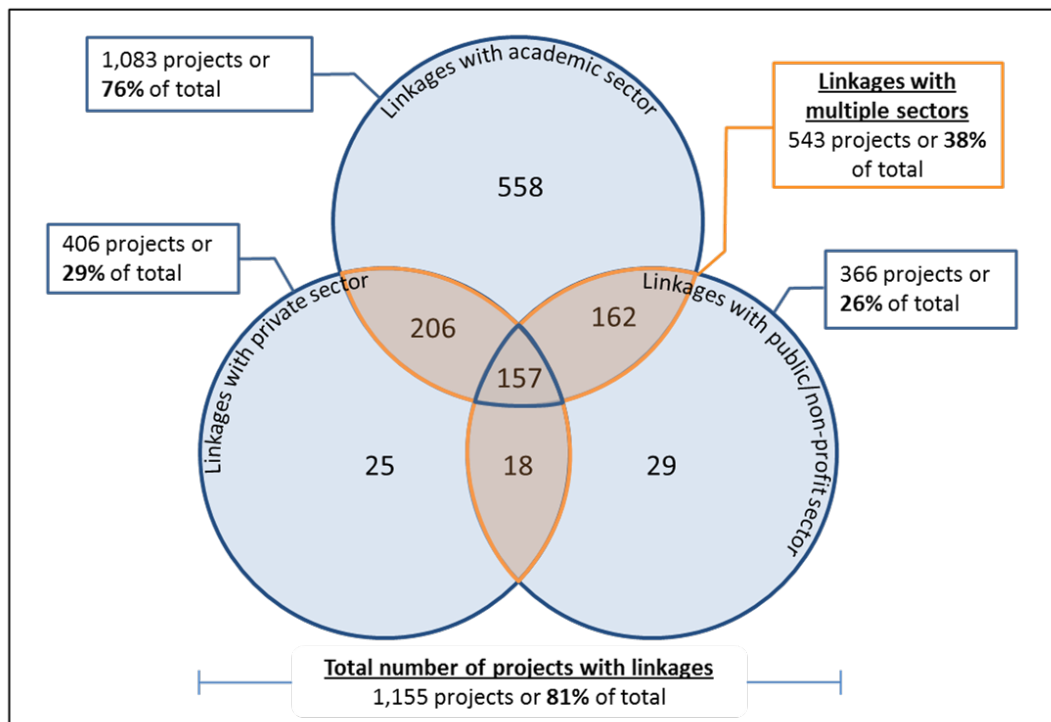 1,083 projects or
76% of total
Linkages with academic sector
Linkages with
multiple sectors
543 projects or 38%
of total
558
406 projects or
29% of total
366 projects or
26% of total
Linkages with private sector
Linkages with public/non-profit sector
206
162
157
25
18
29
Total number of projects with linkages
1,155 projects or 81% of total